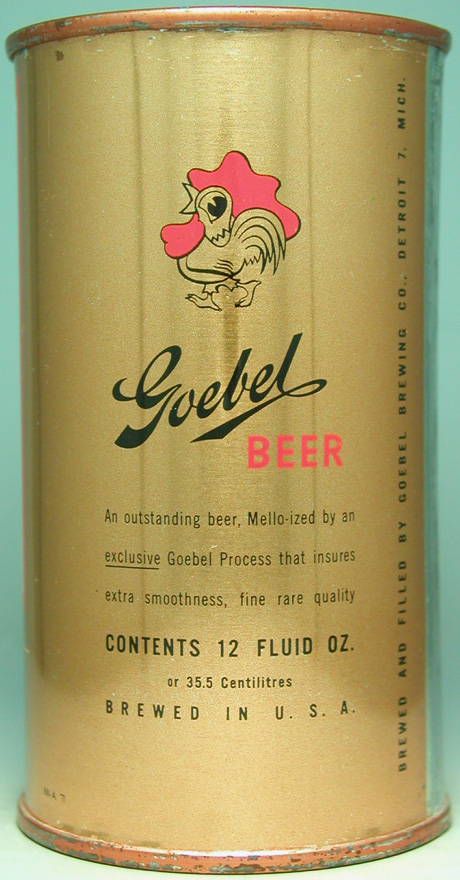 Goebel
BEER
An outstanding beer, Mello-ized by an
exclusive Goebel Process that insures
extra smoothness, fine rare quality
CONTENTS 12 FLUID OZ.
or 35.5 Centilitres
BREWED IN U. S. A.
BREWED AND FILLED BY GOEBEL BREWING CO., DETROIT 7, MICH.